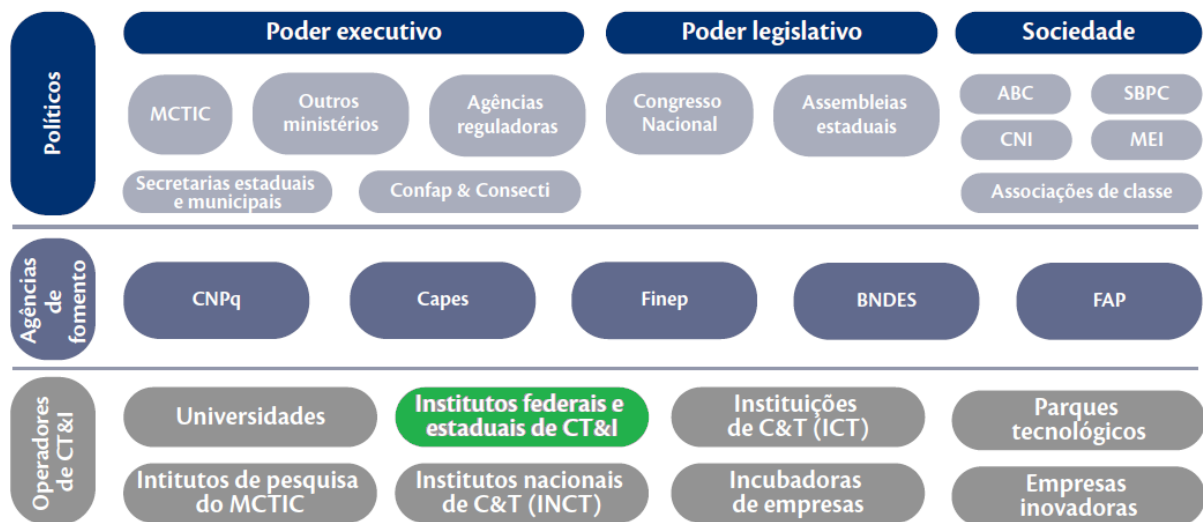 Políticos
Poder executivo
Poder legislativo
Sociedade
MCTIC
Outros
ministérios
Agências
reguladoras
Congresso
Nacional
Assembleias
estaduais
ABC
SBPC
CNI
MEI
Secretarias estaduais
e municipais
Confap & Consecti
Associações de classe
Agências
de
fomento
CNPq
Capes
Finep
BNDES
FAP
Operadores
de CT&I
Universidades
Institutos federais e
estaduais de CT&I
Instituições
de C&T (ICT)
Parques
tecnológicos
Intitutos de pesquisa
do MCTIC
Institutos nacionais
de C&T (INCT)
Incubadoras
de empresas
Empresas
inovadoras